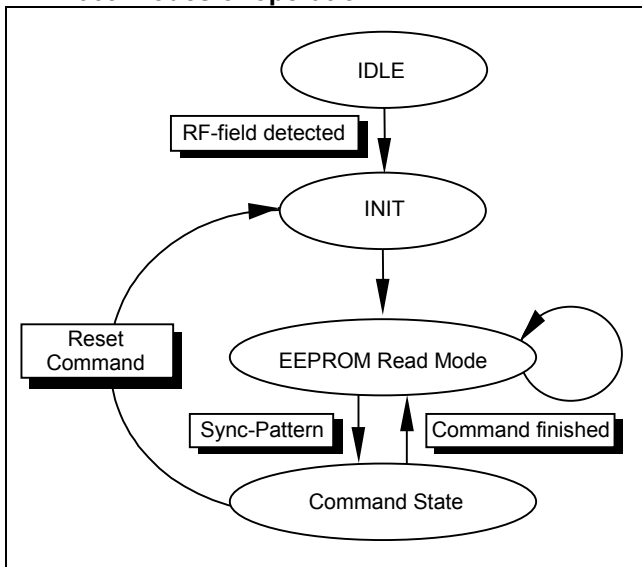 IDLE
RF-field detected
INIT
Reset
Command
EEPROM Read Mode
Sync-Pattern
Command finished
Command State